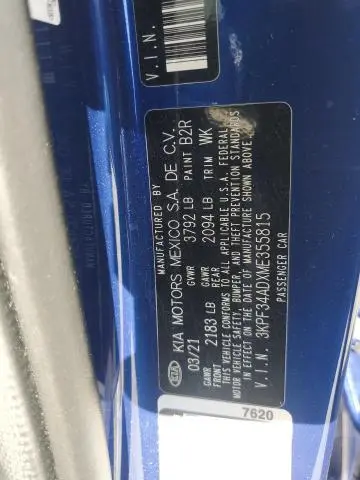 V.I.N.
KIA KIA MOTORS MEXICO S.A. DE C.V.
03/21 GVWR 3792 LB PAINT B2R
GAWR FRONT 2183 LB GAWR REAR 2094 LB TRIM WK
THIS VEHICLE CONFORMS TO ALL APPLICABLE U.S.A. FEDERAL
MOTOR VEHICLE SAFETY, BUMPER, AND THEFT PREVENTION STANDARDS
IN EFFECT ON THE DATE OF MANUFACTURE SHOWN ABOVE.
V.I.N. 3KPF34ADXME355815
PASSENGER CAR
7620